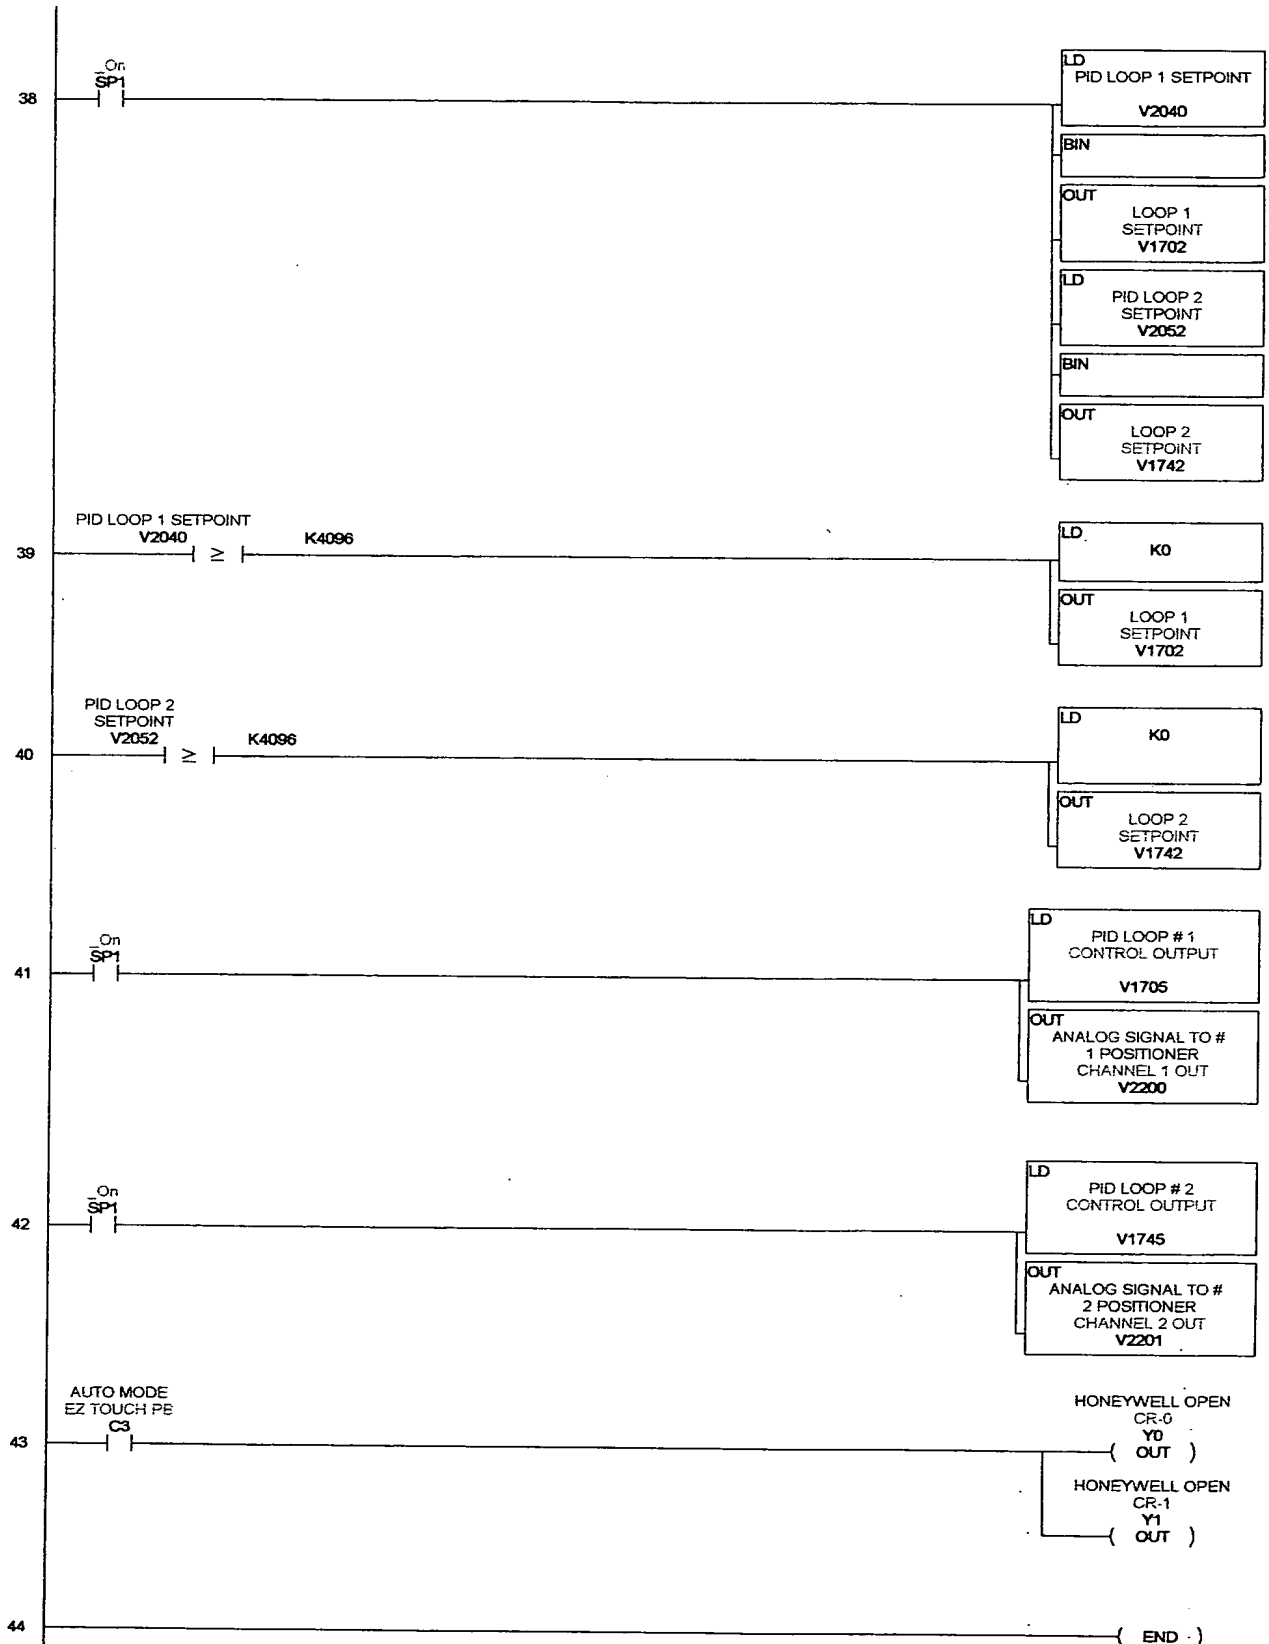 38
_On
SP1
LD
PID LOOP 1 SETPOINT
V2040
BIN
OUT
LOOP 1
SETPOINT
V1702
LD
PID LOOP 2
SETPOINT
V2052
BIN
OUT
LOOP 2
SETPOINT
V1742
39
PID LOOP 1 SETPOINT
V2040 ≥ K4096
LD
K0
OUT
LOOP 1
SETPOINT
V1702
40
PID LOOP 2
SETPOINT
V2052 ≥ K4096
LD
K0
OUT
LOOP 2
SETPOINT
V1742
41
_On
SP1
LD
PID LOOP # 1
CONTROL OUTPUT
V1705
OUT
ANALOG SIGNAL TO #
1 POSITIONER
CHANNEL 1 OUT
V2200
42
_On
SP1
LD
PID LOOP # 2
CONTROL OUTPUT
V1745
OUT
ANALOG SIGNAL TO #
2 POSITIONER
CHANNEL 2 OUT
V2201
43
AUTO MODE
EZ TOUCH PB
C3
HONEYWELL OPEN
CR-0
Y0
( OUT )
HONEYWELL OPEN
CR-1
Y1
( OUT )
44
( END )